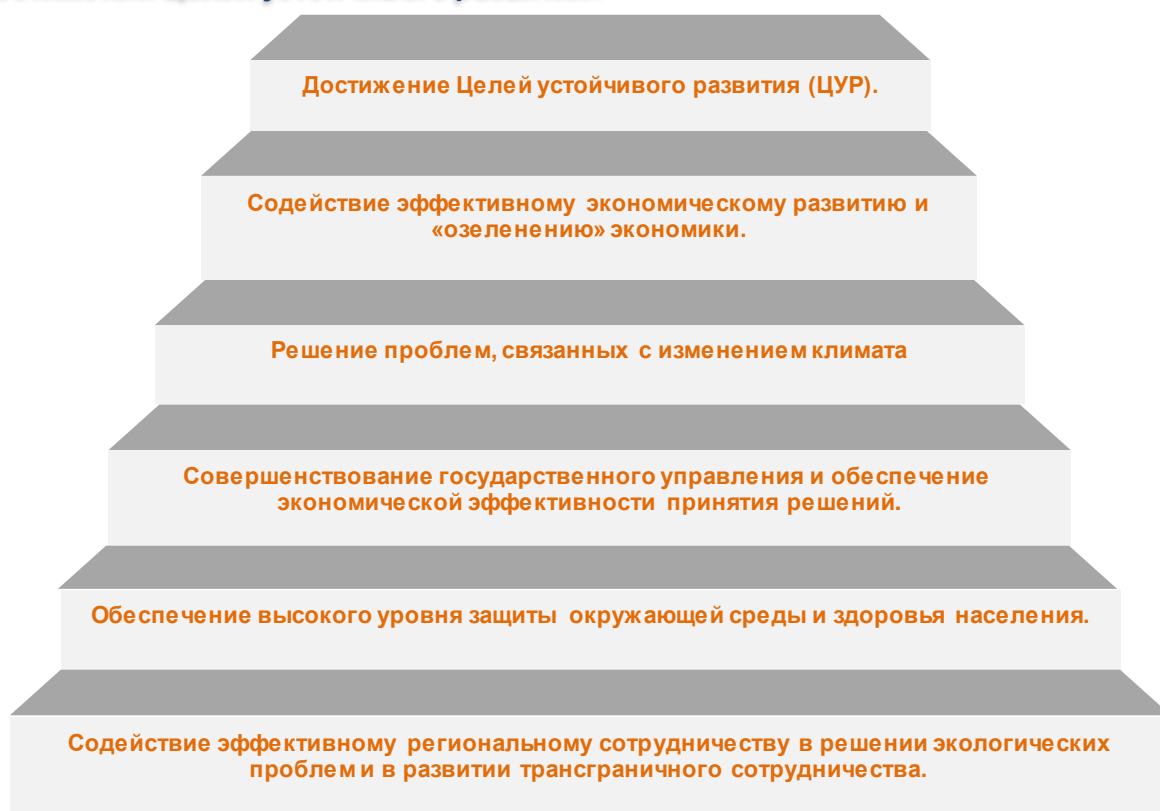 Достижение Целей устойчивого развития (ЦУР).
Содействие эффективному экономическому развитию и
«озеленению» экономики.
Решение проблем, связанных с изменением климата
Совершенствование государственного управления и обеспечение
экономической эффективности принятия решений.
Обеспечение высокого уровня защиты окружающей среды и здоровья населения.
Содействие эффективному региональному сотрудничеству в решении экологических
проблем и в развитии трансграничного сотрудничества.